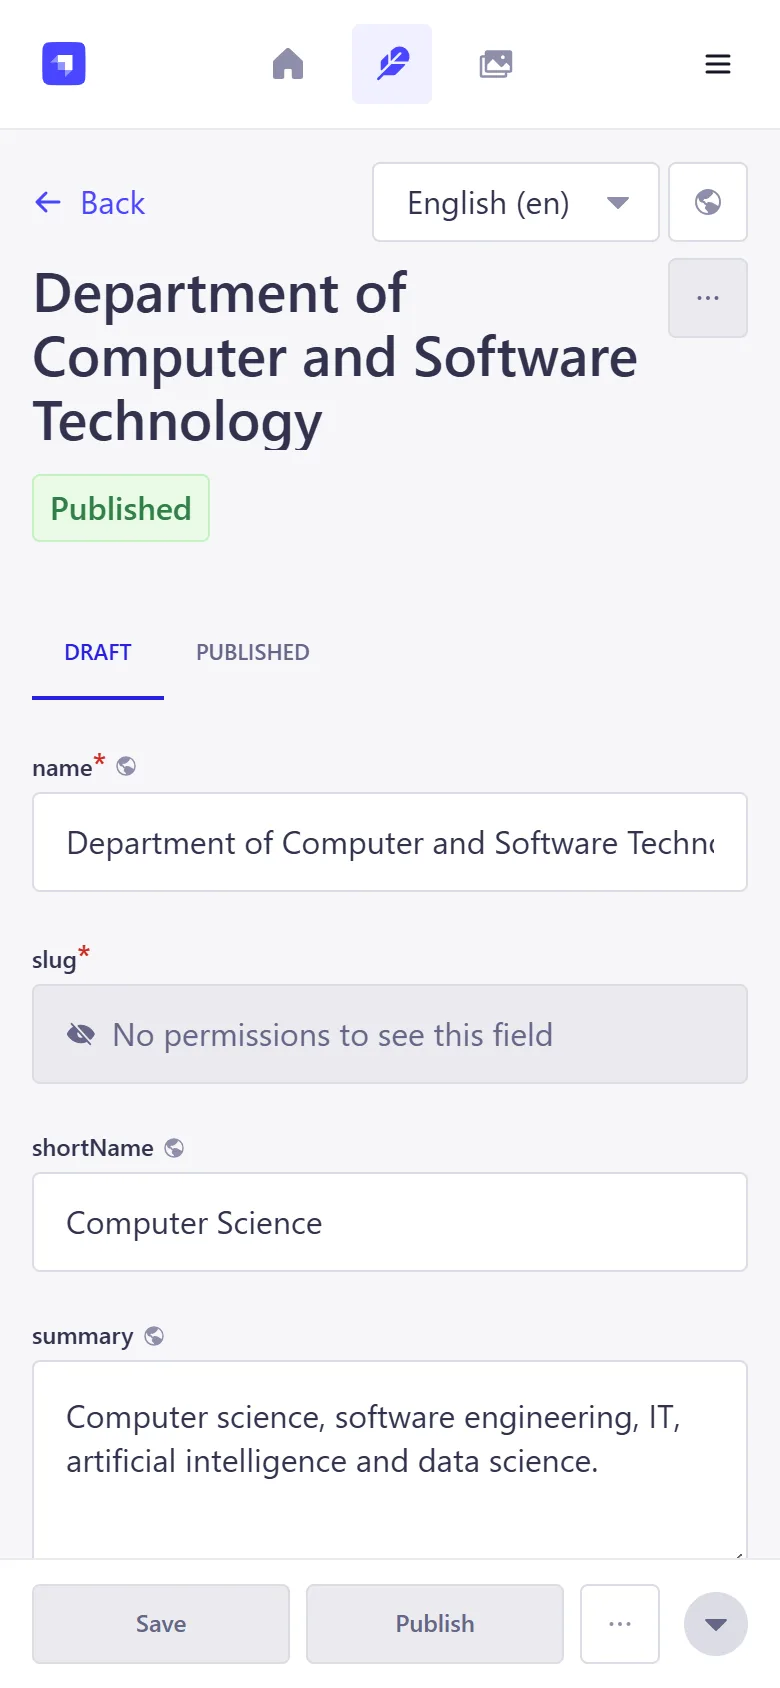 Back
English (en)
Department of
Computer and Software
Technology
...
Published
DRAFT
PUBLISHED
name*
Department of Computer and Software Techno
slug*
No permissions to see this field
shortName
Computer Science
summary
Computer science, software engineering, IT,
artificial intelligence and data science.
Save
Publish
...